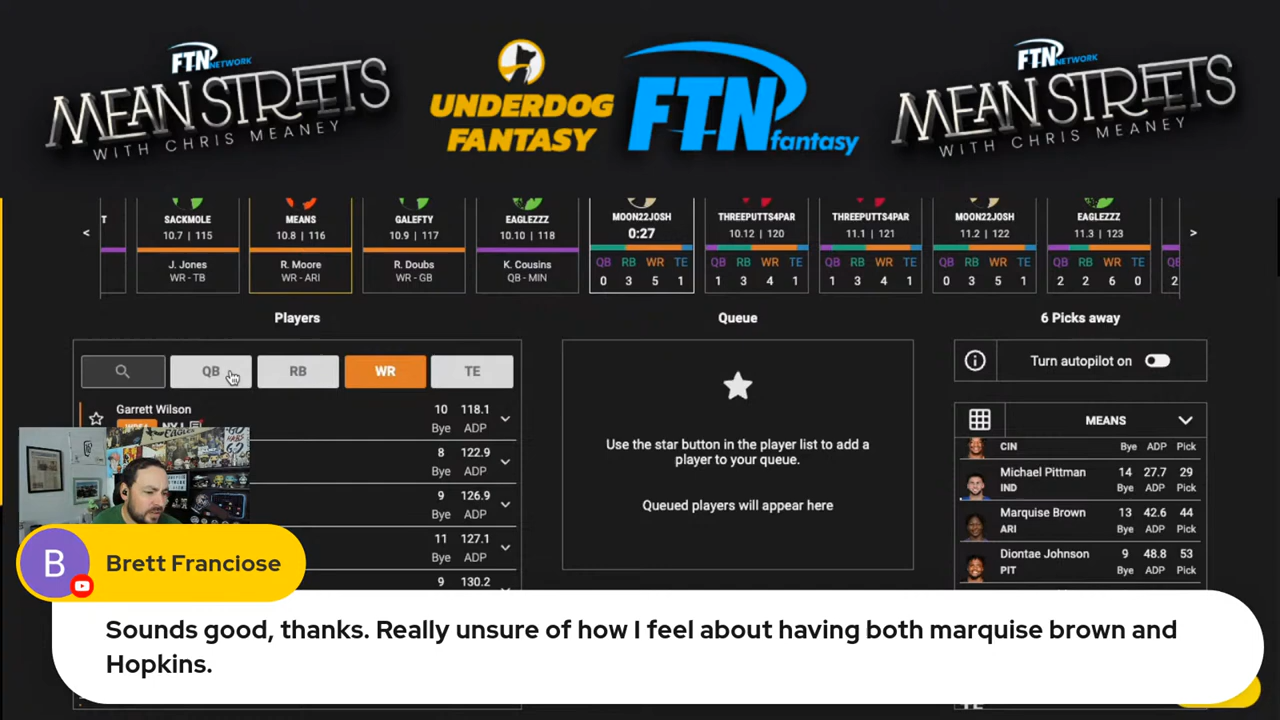 FTN NETWORK
MEAN STREETS
WITH CHRIS MEANEY
UNDERDOG
FANTASY
FTN
fantasy
FTN NETWORK
MEAN STREETS
WITH CHRIS MEANEY
<
T
SACKMOLE
10.7 | 115
J. Jones
WR - TB
MEANS
10.8 | 116
R. Moore
WR - ARI
GALEFTY
10.9 | 117
R. Doubs
WR - GB
EAGLEZZZ
10.10 | 118
K. Cousins
QB - MIN
MOON22JOSH
0:27
QB RB WR TE
0 3 5 1
THREEPUTTS4PAR
10.12 | 120
QB RB WR TE
1 3 4 1
THREEPUTTS4PAR
11.1 | 121
QB RB WR TE
1 3 4 1
MOON22JOSH
11.2 | 122
QB RB WR TE
0 3 5 1
EAGLEZZZ
11.3 | 123
QB RB WR TE
2 2 6 0
2
>
Players
QB RB WR TE
Garrett Wilson 10 118.1
Bye ADP
8 122.9
Bye ADP
9 126.9
Bye ADP
11 127.1
Bye ADP
9 130.2
Queue
Use the star button in the player list to add a
player to your queue.
Queued players will appear here
6 Picks away
Turn autopilot on
MEANS
CIN Bye ADP Pick
Michael Pittman 14 27.7 29
IND Bye ADP Pick
Marquise Brown 13 42.6 44
ARI Bye ADP Pick
Diontae Johnson 9 48.8 53
PIT Bye ADP Pick
B
Brett Franciose
Sounds good, thanks. Really unsure of how I feel about having both marquise brown and
Hopkins.